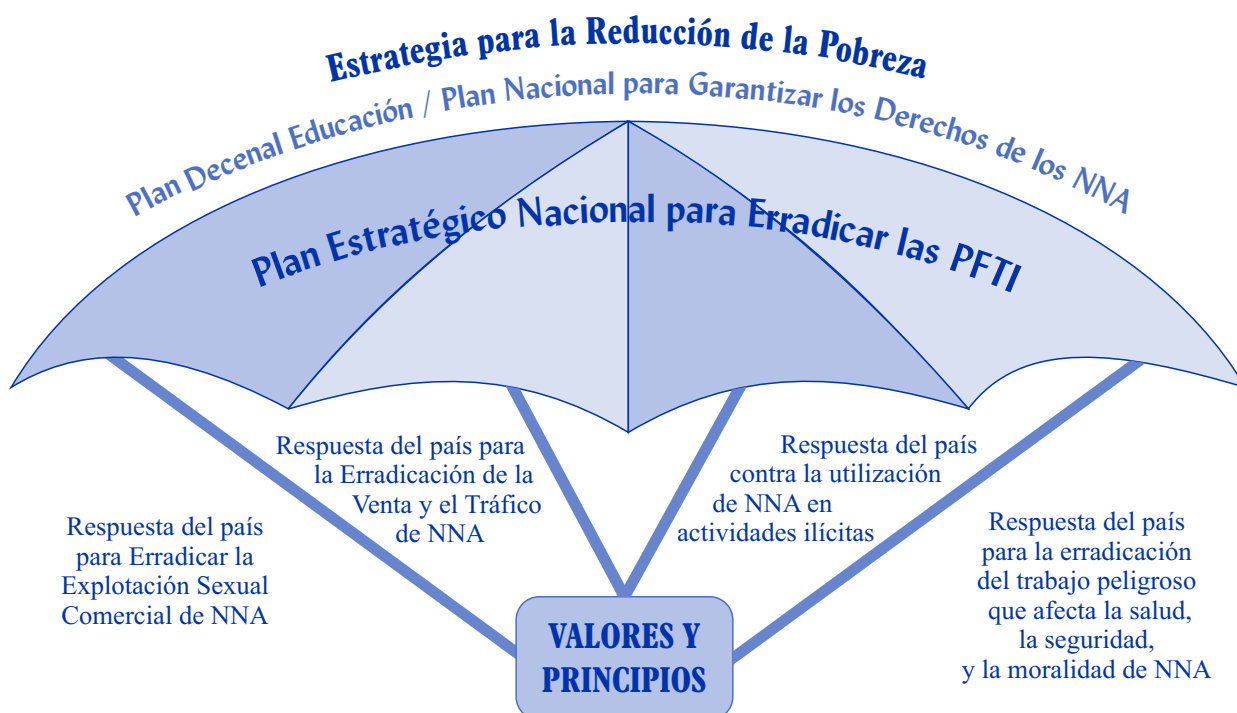 Estrategia para la Reducción de la Pobreza
Plan Decenal Educación / Plan Nacional para Garantizar los Derechos de los NNA
Plan Estratégico Nacional para Erradicar las PFTI
Respuesta del país
para Erradicar la
Explotación Sexual
Comercial de NNA
Respuesta del país para
la Erradicación de la
Venta y el Tráfico
de NNA
Respuesta del país
contra la utilización
de NNA en
actividades ilícitas
Respuesta del país
para la erradicación
del trabajo peligroso
que afecta la salud,
la seguridad,
y la moralidad de NNA
VALORES Y
PRINCIPIOS